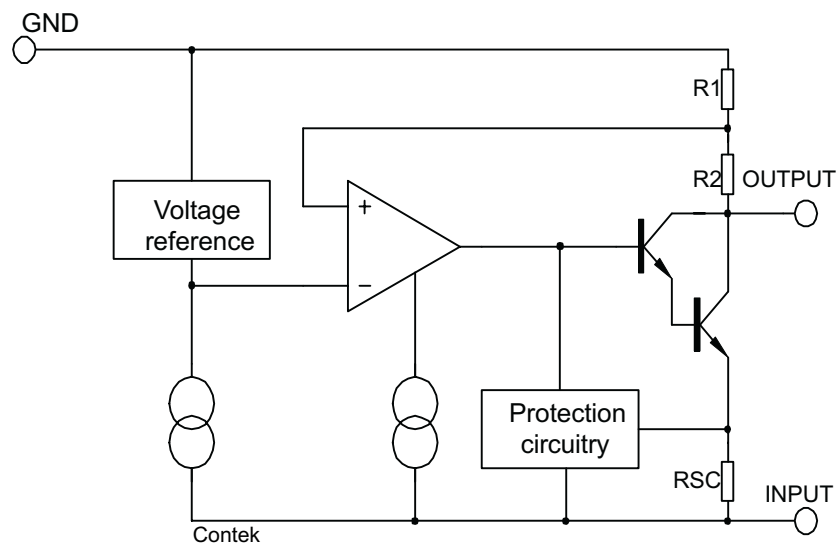 GND
R1
R2 OUTPUT
Voltage
reference
+
−
Protection
circuitry
RSC
INPUT
Contek